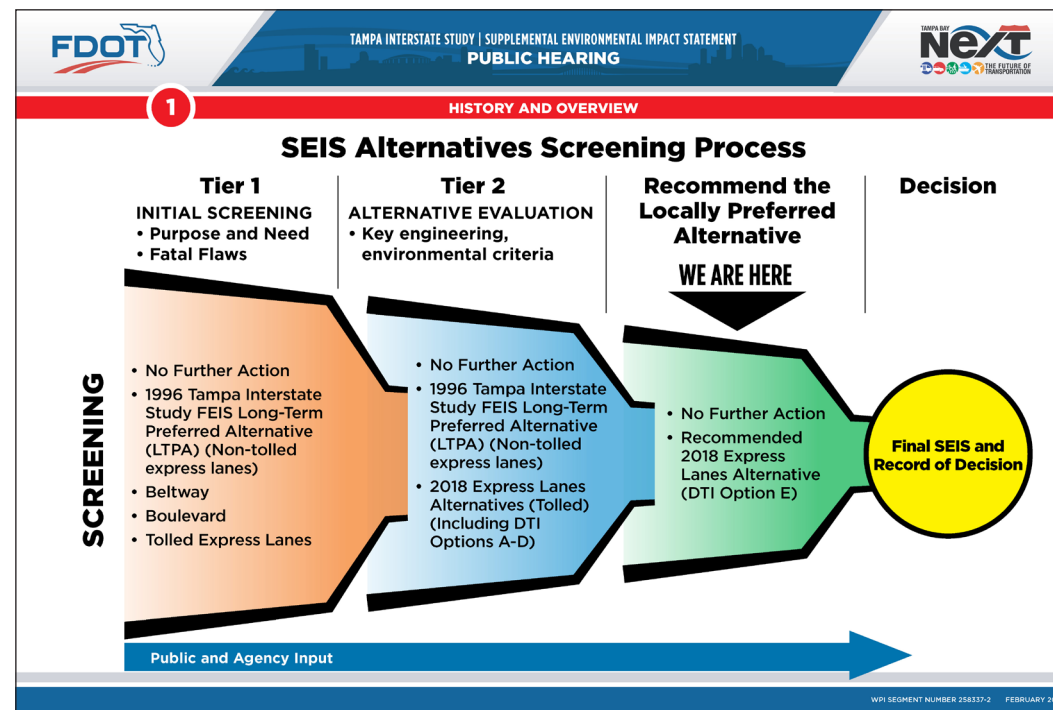 FDOT
TAMPA INTERSTATE STUDY | SUPPLEMENTAL ENVIRONMENTAL IMPACT STATEMENT
PUBLIC HEARING
TAMPA BAY
NEXT
THE FUTURE OF
TRANSPORTATION
1
HISTORY AND OVERVIEW
SEIS Alternatives Screening Process
Tier 1
INITIAL SCREENING
• Purpose and Need
• Fatal Flaws
Tier 2
ALTERNATIVE EVALUATION
• Key engineering,
environmental criteria
Recommend the
Locally Preferred
Alternative
WE ARE HERE
Decision
SCREENING
• No Further Action
• 1996 Tampa Interstate
Study FEIS Long-Term
Preferred Alternative
(LTPA) (Non-tolled
express lanes)
• Beltway
• Boulevard
• Tolled Express Lanes
• No Further Action
• 1996 Tampa Interstate
Study FEIS Long-Term
Preferred Alternative
(LTPA) (Non-tolled
express lanes)
• 2018 Express Lanes
Alternatives (Tolled)
(Including DTI
Options A-D)
• No Further Action
• Recommended
2018 Express
Lanes Alternative
(DTI Option E)
Final SEIS and
Record of Decision
Public and Agency Input
WPI SEGMENT NUMBER 258337-2 FEBRUARY